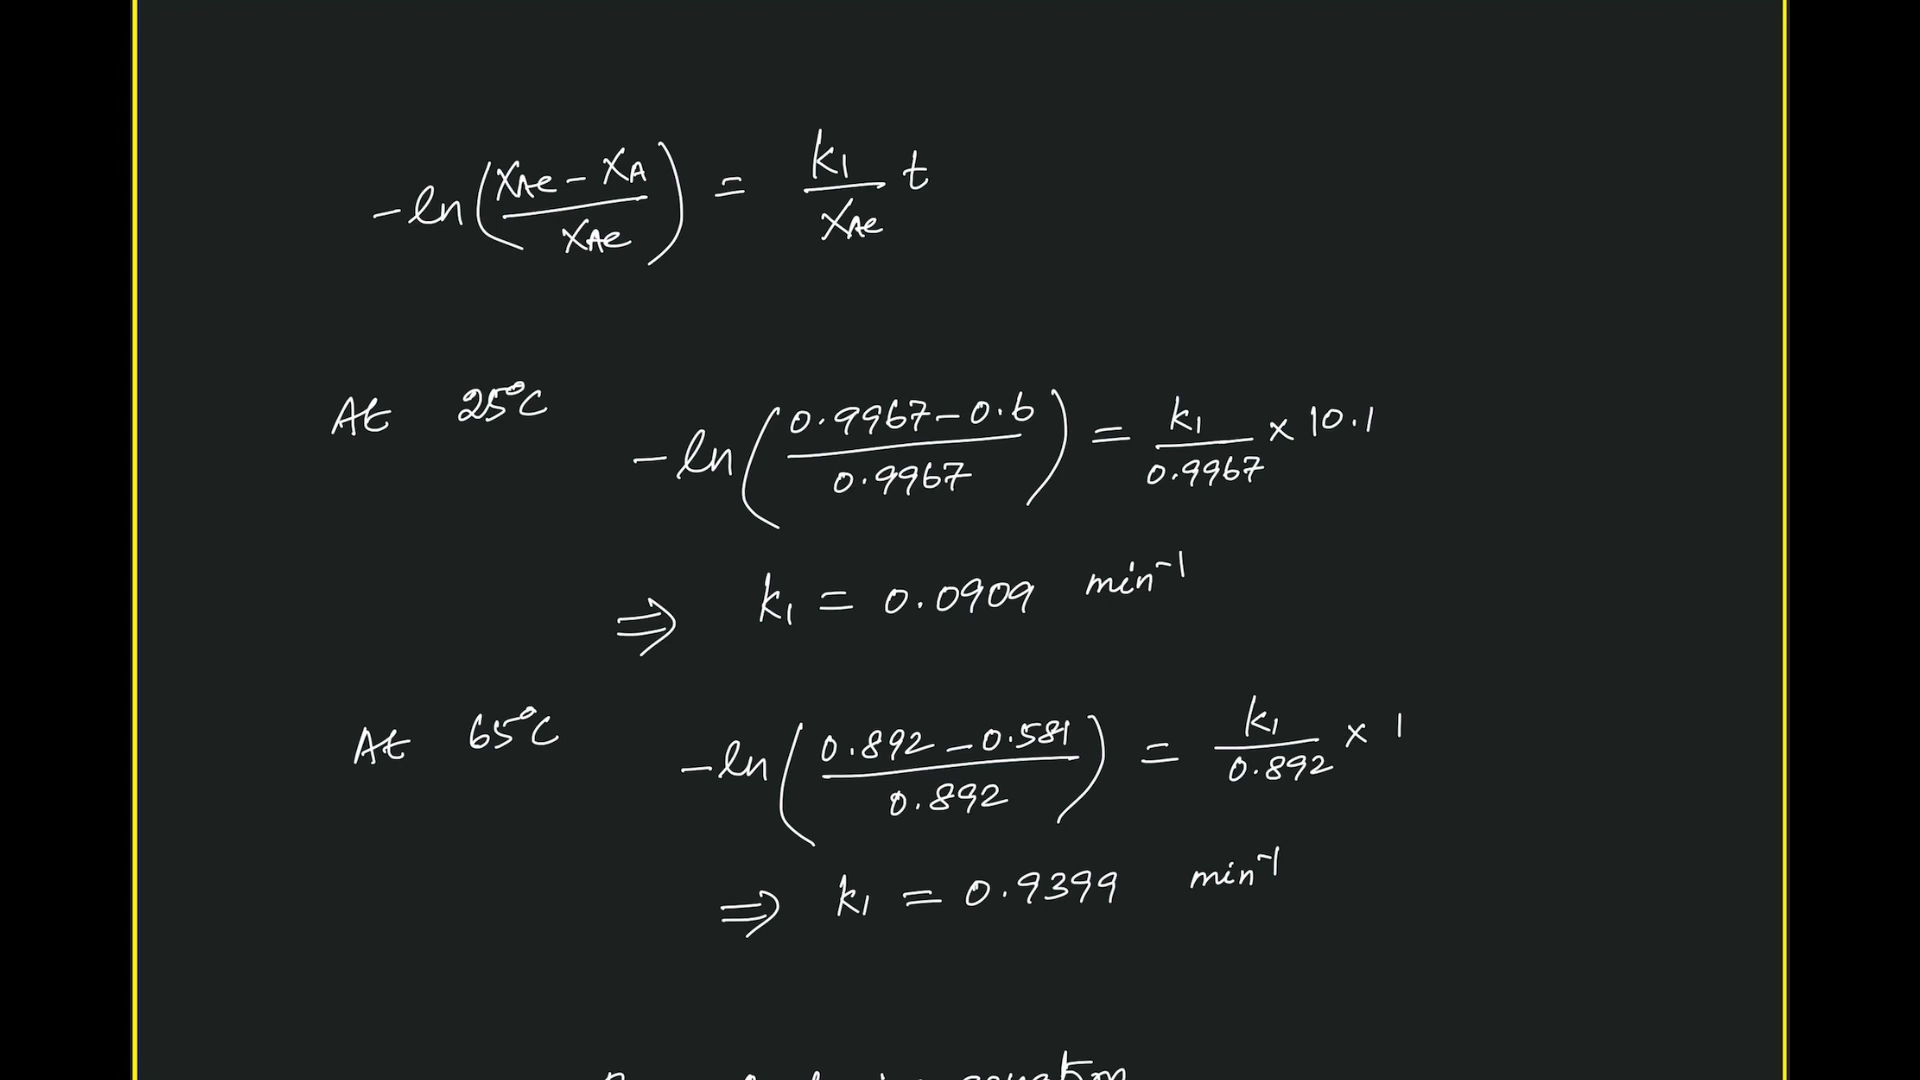 -ln((XAe - XA)/XAe) = k1/XAe t
At 25°C -ln((0.9967-0.6)/0.9967) = k1/0.9967 × 10.1
⇒ k1 = 0.0909 min⁻¹
At 65°C -ln((0.892-0.581)/0.892) = k1/0.892 × 1
⇒ k1 = 0.9399 min⁻¹
equation